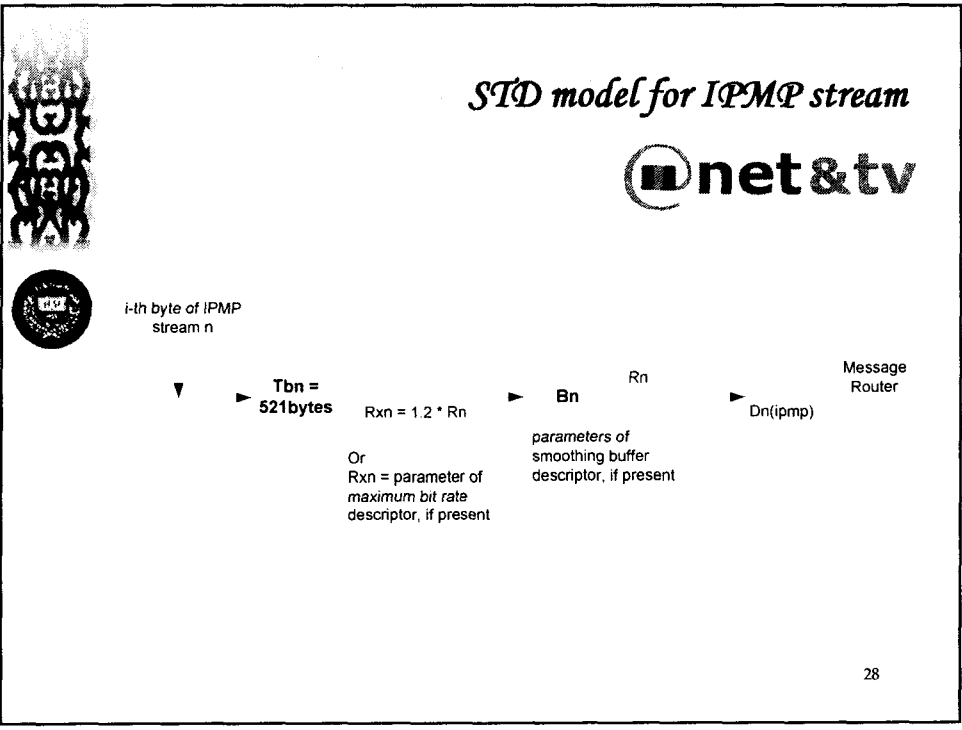 STD model for IPMP stream
net&tv
i-th byte of IPMP
stream n
Tbn =
521bytes
Rxn = 1.2 * Rn
Or
Rxn = parameter of
maximum bit rate
descriptor, if present
Bn
parameters of
smoothing buffer
descriptor, if present
Rn
Dn(ipmp)
Message
Router
28